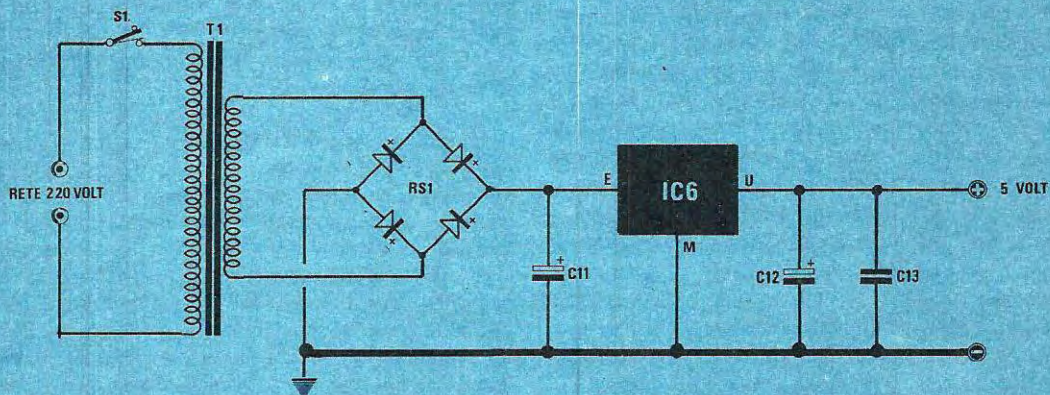 S1.
T1
RETE 220 VOLT
RS1
E
IC6
U
M
+ 5 VOLT
+
C11
+
C12
C13
-